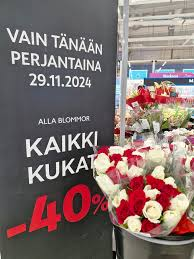 VAIN TÄNÄÄN
PERJANTAINA
29.11.2024
ALLA BLOMMOR
KAIKKI
KUKAT
-40%